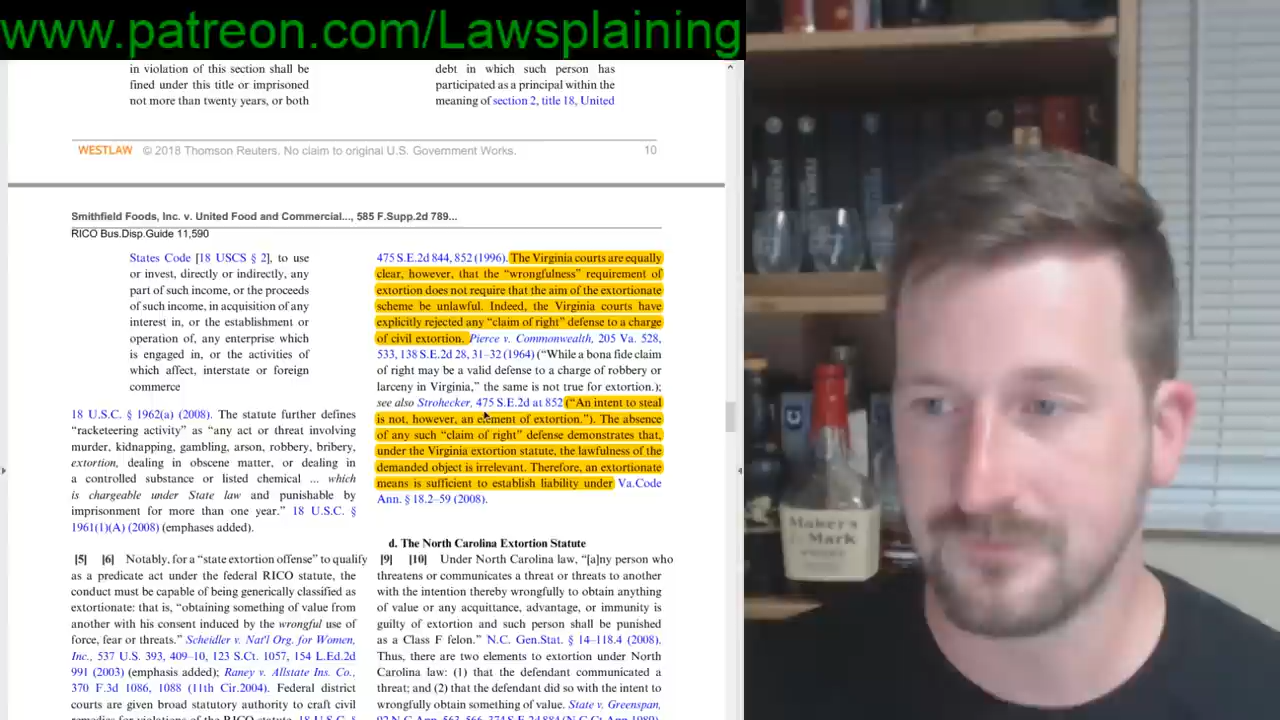 www.patreon.com/Lawsplaining
in violation of this section shall be
fined under this title or imprisoned
not more than twenty years, or both
debt in which such person has
participated as a principal within the
meaning of section 2, title 18, United
WESTLAW © 2018 Thomson Reuters. No claim to original U.S. Government Works. 10
Smithfield Foods, Inc. v. United Food and Commercial..., 585 F.Supp.2d 789...
RICO Bus.Disp.Guide 11,590
States Code [18 USCS § 2], to use
or invest, directly or indirectly, any
part of such income, or the proceeds
of such income, in acquisition of any
interest in, or the establishment or
operation of, any enterprise which
is engaged in, or the activities of
which affect, interstate or foreign
commerce
18 U.S.C. § 1962(a) (2008). The statute further defines
“racketeering activity” as “any act or threat involving
murder, kidnapping, gambling, arson, robbery, bribery,
extortion, dealing in obscene matter, or dealing in
a controlled substance or listed chemical ... which
is chargeable under State law and punishable by
imprisonment for more than one year.” 18 U.S.C. §
1961(1)(A) (2008) (emphases added).
[5] [6] Notably, for a “state extortion offense” to qualify
as a predicate act under the federal RICO statute, the
conduct must be capable of being generically classified as
extortionate: that is, “obtaining something of value from
another with his consent induced by the wrongful use of
force, fear or threats.” Scheidler v. Nat'l Org. for Women,
Inc., 537 U.S. 393, 409–10, 123 S.Ct. 1057, 154 L.Ed.2d
991 (2003) (emphasis added); Raney v. Allstate Ins. Co.,
370 F.3d 1086, 1088 (11th Cir.2004). Federal district
courts are given broad statutory authority to craft civil
remedies for violations of the RICO statute. 18 U.S.C. §
475 S.E.2d 844, 852 (1996). The Virginia courts are equally
clear, however, that the “wrongfulness” requirement of
extortion does not require that the aim of the extortionate
scheme be unlawful. Indeed, the Virginia courts have
explicitly rejected any “claim of right” defense to a charge
of civil extortion. Pierce v. Commonwealth, 205 Va. 528,
533, 138 S.E.2d 28, 31–32 (1964) (“While a bona fide claim
of right may be a valid defense to a charge of robbery or
larceny in Virginia,” the same is not true for extortion.);
see also Strohecker, 475 S.E.2d at 852 (“An intent to steal
is not, however, an element of extortion.”). The absence
of any such “claim of right” defense demonstrates that,
under the Virginia extortion statute, the lawfulness of the
demanded object is irrelevant. Therefore, an extortionate
means is sufficient to establish liability under Va.Code
Ann. § 18.2–59 (2008).
d. The North Carolina Extortion Statute
[9] [10] Under North Carolina law, “[a]ny person who
threatens or communicates a threat or threats to another
with the intention thereby wrongfully to obtain anything
of value or any acquittance, advantage, or immunity is
guilty of extortion and such person shall be punished
as a Class F felon.” N.C. Gen.Stat. § 14–118.4 (2008).
Thus, there are two elements to extortion under North
Carolina law: (1) that the defendant communicated a
threat; and (2) that the defendant did so with the intent to
wrongfully obtain something of value. State v. Greenspan,
92 N.C.App. 563, 566, 374 S.E.2d 884 (N.C.Ct.App.1989).
Maker's
Mark